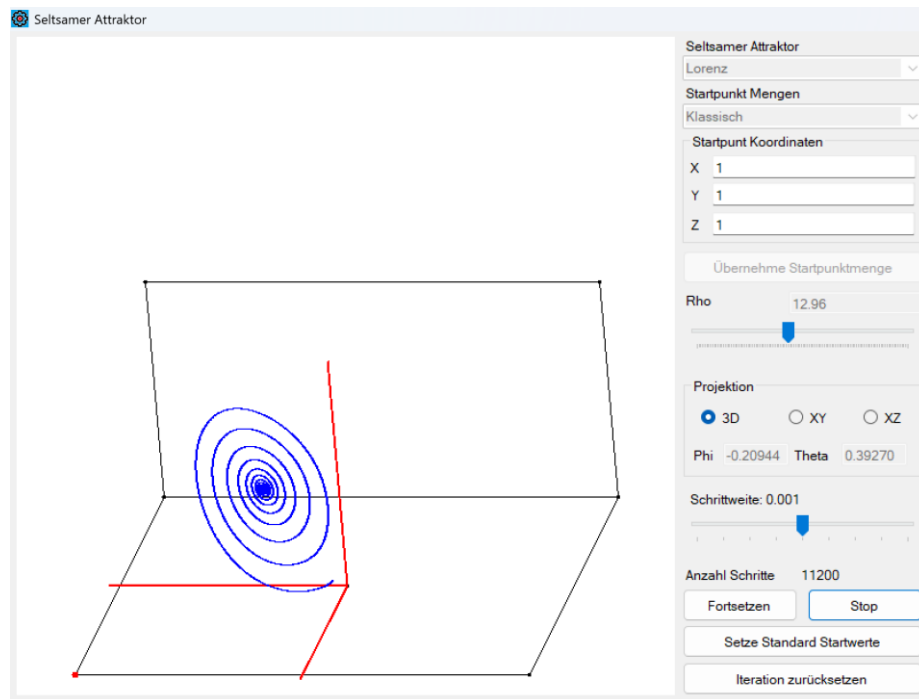 Seltsamer Attraktor
Seltsamer Attraktor
Lorenz
Startpunkt Mengen
Klassisch
Startpunt Koordinaten
X 1
Y 1
Z 1
Übernehme Startpunktmenge
Rho 12.96
Projektion
3D XY XZ
Phi -0.20944 Theta 0.39270
Schrittweite: 0.001
Anzahl Schritte 11200
Fortsetzen Stop
Setze Standard Startwerte
Iteration zurücksetzen